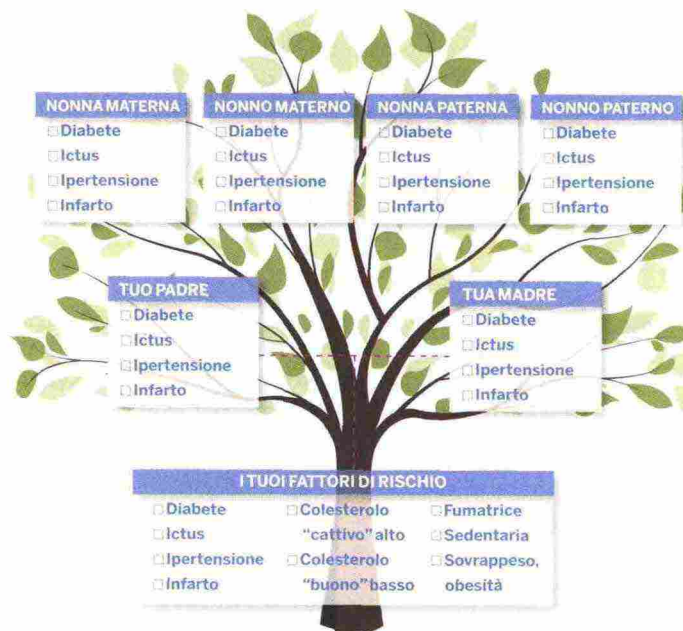 NONNA MATERNA
☐ Diabete
☐ Ictus
☐ Ipertensione
☐ Infarto
NONNO MATERNO
☐ Diabete
☐ Ictus
☐ Ipertensione
☐ Infarto
NONNA PATERNA
☐ Diabete
☐ Ictus
☐ Ipertensione
☐ Infarto
NONNO PATERNO
☐ Diabete
☐ Ictus
☐ Ipertensione
☐ Infarto
TUO PADRE
☐ Diabete
☐ Ictus
☐ Ipertensione
☐ Infarto
TUA MADRE
☐ Diabete
☐ Ictus
☐ Ipertensione
☐ Infarto
I TUOI FATTORI DI RISCHIO
☐ Diabete
☐ Ictus
☐ Ipertensione
☐ Infarto
☐ Colesterolo
"cattivo" alto
☐ Colesterolo
"buono" basso
☐ Fumatrice
☐ Sedentaria
☐ Sovrappeso,
obesità